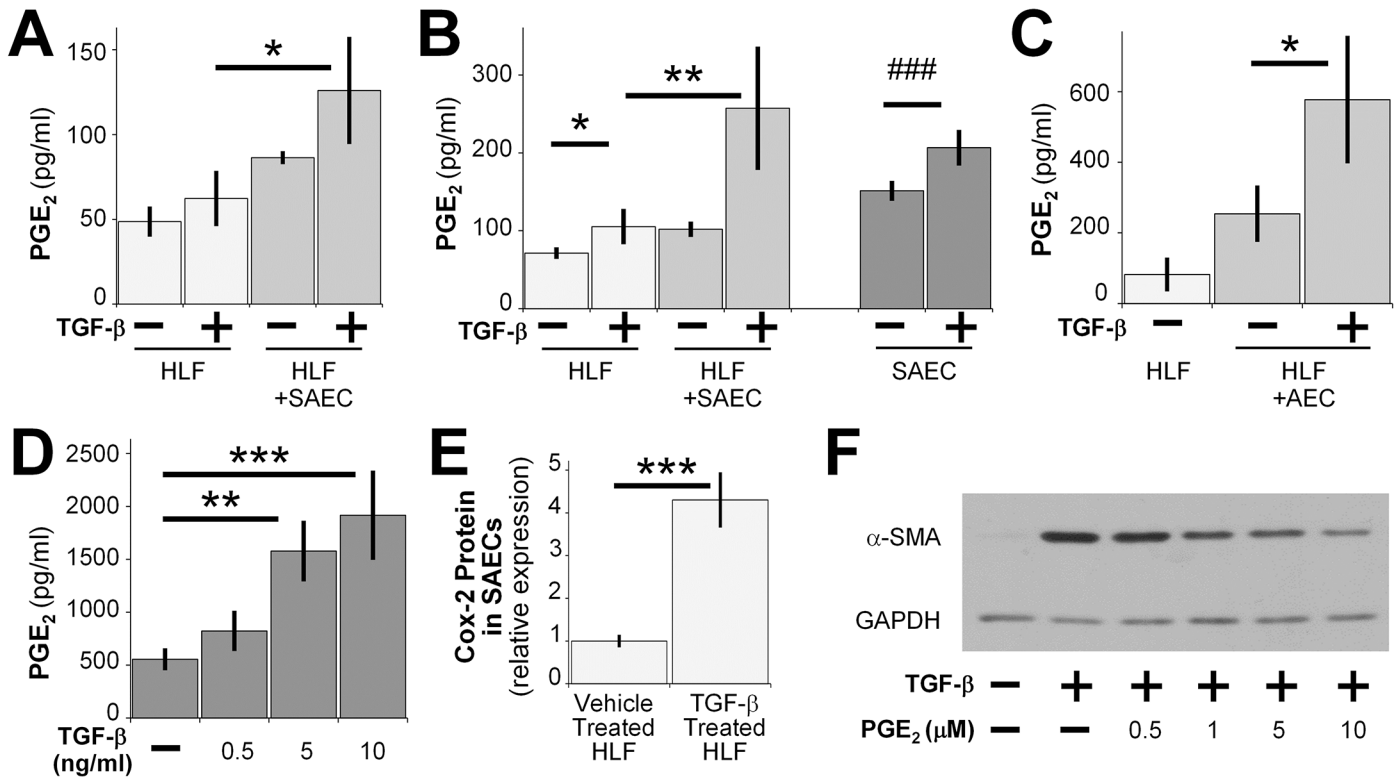 A
PGE2 (pg/ml)
150
100
50
0
*
TGF-β − + − +
HLF HLF
+SAEC
B
PGE2 (pg/ml)
300
200
100
0
*
**
###
TGF-β − + − + − +
HLF HLF SAEC
+SAEC
C
PGE2 (pg/ml)
600
400
200
0
*
TGF-β − − +
HLF HLF
+AEC
D
PGE2 (pg/ml)
2500
2000
1500
1000
500
0
***
**
TGF-β
(ng/ml) − 0.5 5 10
E
Cox-2 Protein
in SAECs
(relative expression)
5
4
3
2
1
0
***
Vehicle TGF-β
Treated Treated
HLF HLF
F
α-SMA
GAPDH
TGF-β − + + + + +
PGE2 (μM) − − 0.5 1 5 10